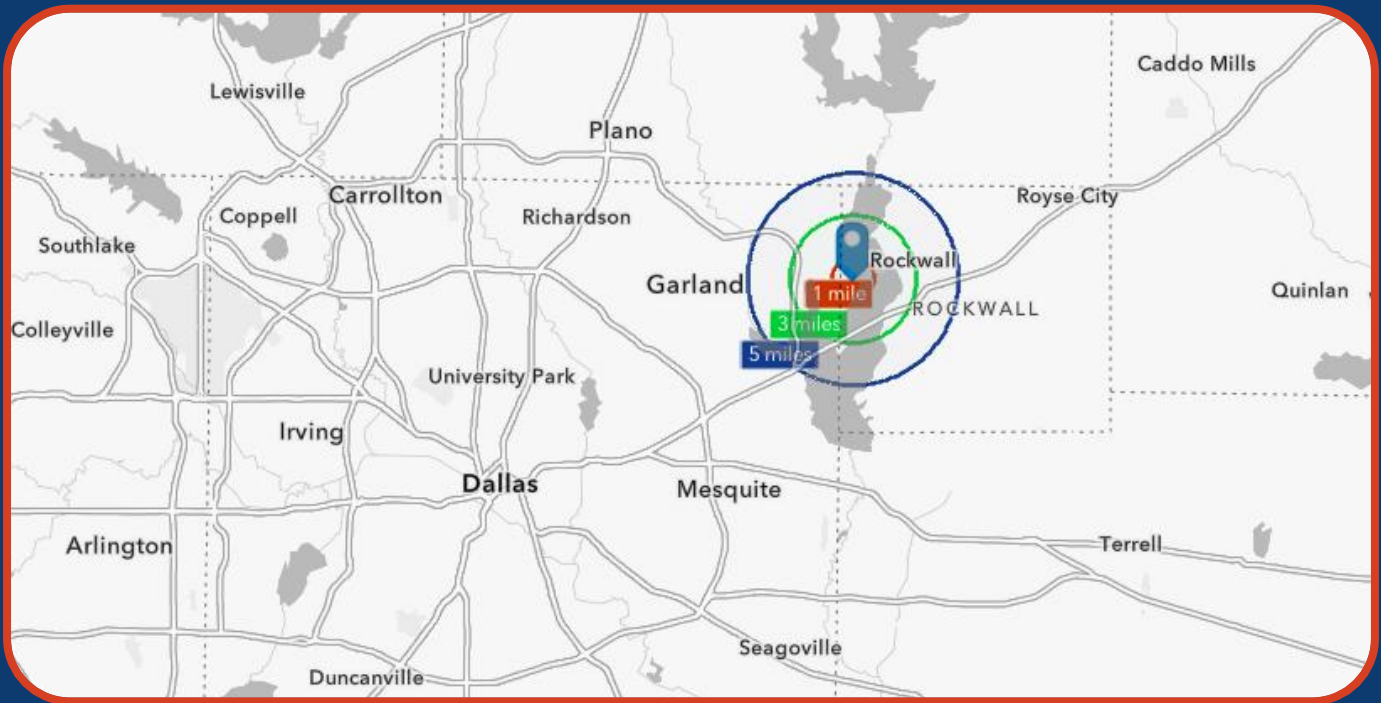 Caddo Mills
Lewisville
Plano
Carrollton
Royse City
Coppell
Richardson
Southlake
Rockwall
Garland
1 mile
Quinlan
ROCKWALL
3 miles
Colleyville
5 miles
University Park
Irving
Dallas
Mesquite
Arlington
Terrell
Seagoville
Duncanville